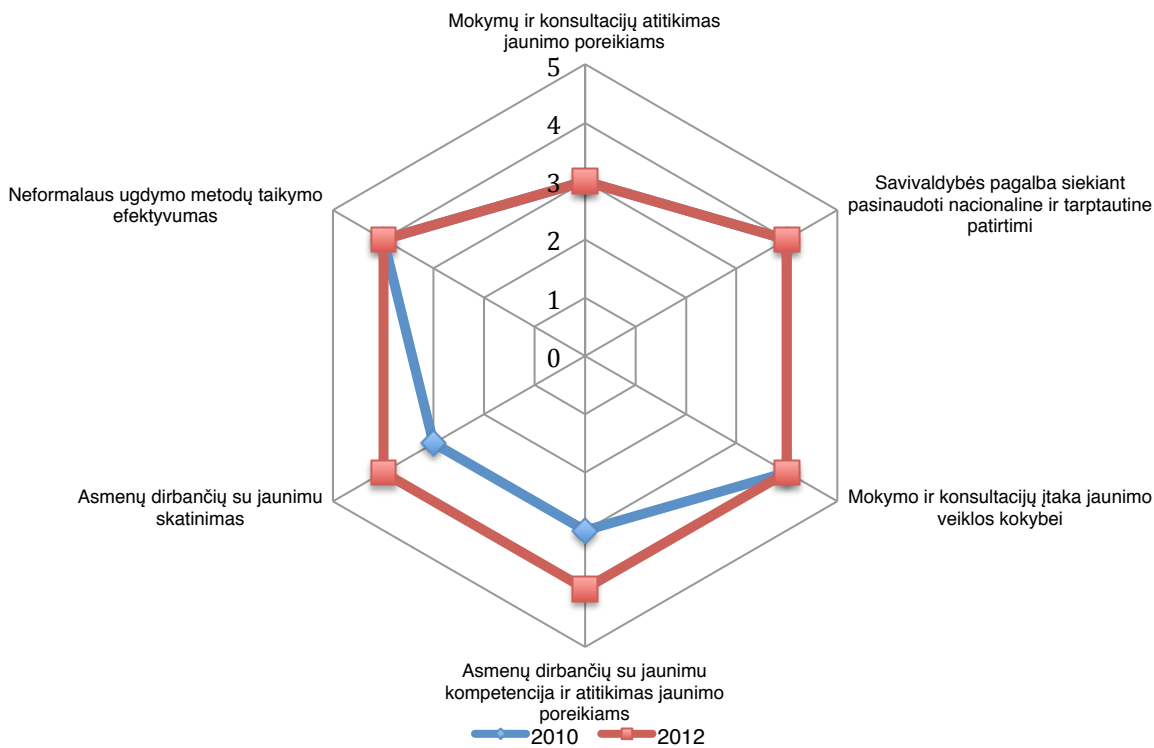 Mokymų ir konsultacijų atitikimas
jaunimo poreikiams
5
4
3
2
1
0
Neformalaus ugdymo metodų taikymo
efektyvumas
Savivaldybės pagalba siekiant
pasinaudoti nacionaline ir tarptautine
patirtimi
Asmenų dirbančių su jaunimu
skatinimas
Mokymo ir konsultacijų įtaka jaunimo
veiklos kokybei
Asmenų dirbančių su jaunimu
kompetencija ir atitikimas jaunimo
poreikiams
2010 2012